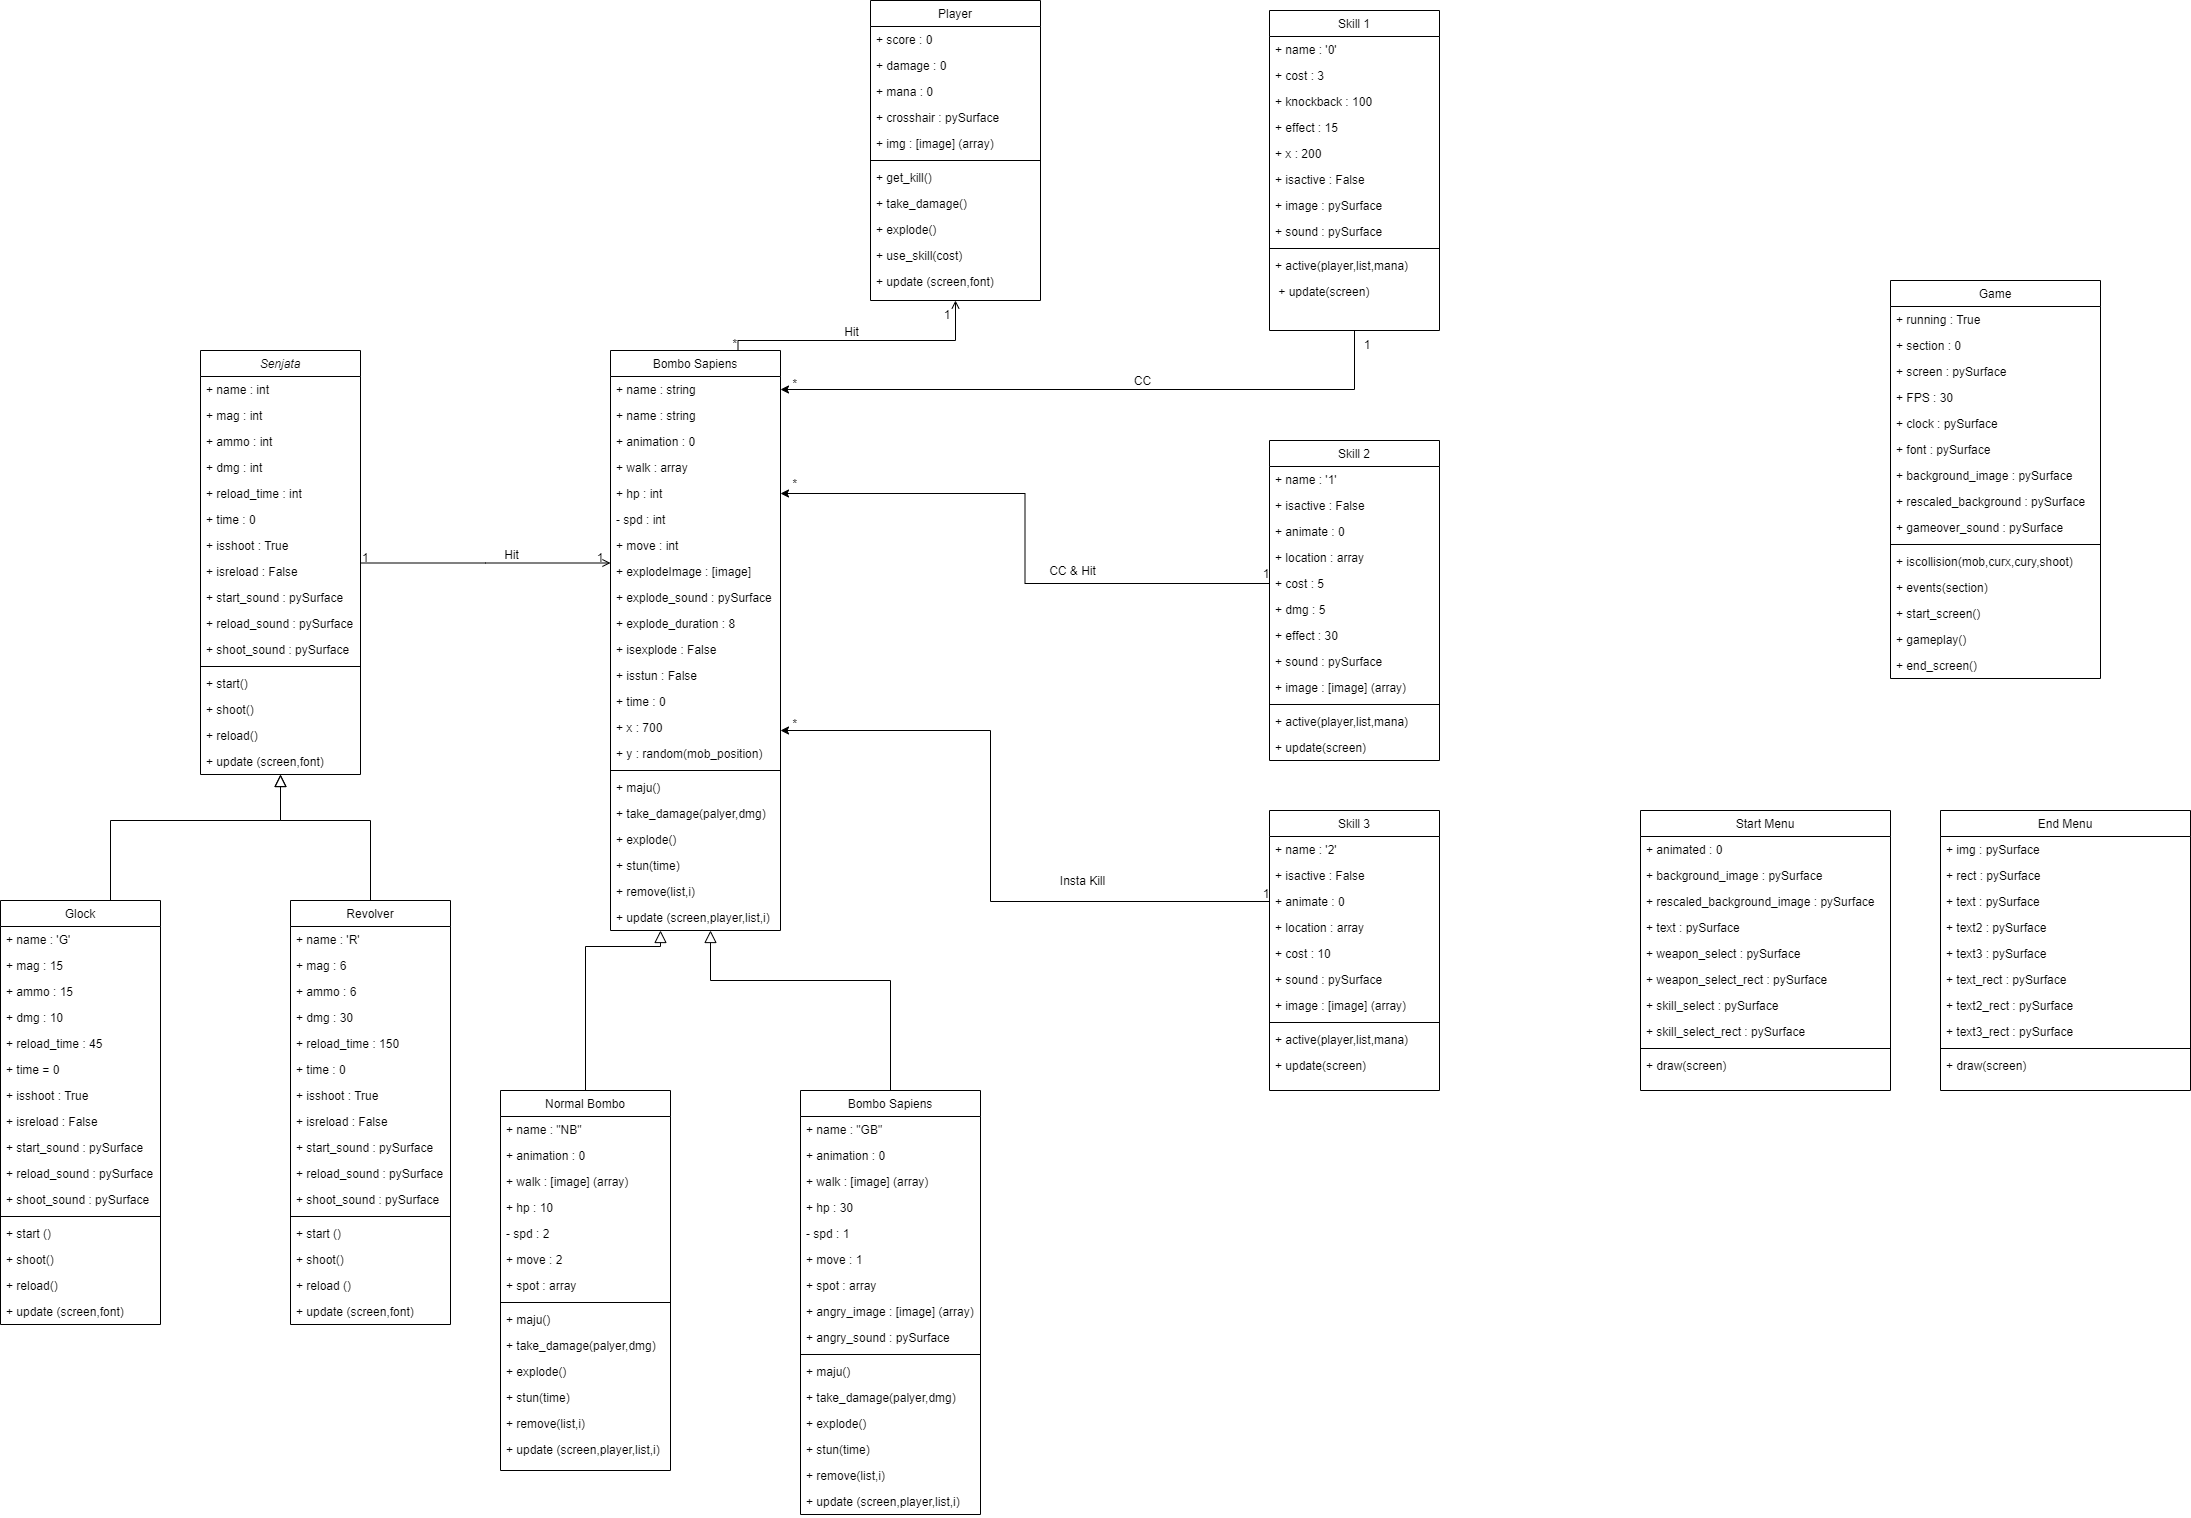 Player
+ score : 0
+ damage : 0
+ mana : 0
+ crosshair : pySurface
+ img : [image] (array)
+ get_kill()
+ take_damage()
+ explode()
+ use_skill(cost)
+ update (screen,font)
1
Hit
*
Skill 1
+ name : '0'
+ cost : 3
+ knockback : 100
+ effect : 15
+ x : 200
+ isactive : False
+ image : pySurface
+ sound : pySurface
+ active(player,list,mana)
+ update(screen)
1
CC
*
Senjata
+ name : int
+ mag : int
+ ammo : int
+ dmg : int
+ reload_time : int
+ time : 0
+ isshoot : True
+ isreload : False
+ start_sound : pySurface
+ reload_sound : pySurface
+ shoot_sound : pySurface
+ start()
+ shoot()
+ reload()
+ update (screen,font)
1
Hit
1
Bombo Sapiens
+ name : string
+ name : string
+ animation : 0
+ walk : array
+ hp : int
- spd : int
+ move : int
+ explodeImage : [image]
+ explode_sound : pySurface
+ explode_duration : 8
+ isexplode : False
+ isstun : False
+ time : 0
+ x : 700
+ y : random(mob_position)
+ maju()
+ take_damage(palyer,dmg)
+ explode()
+ stun(time)
+ remove(list,i)
+ update (screen,player,list,i)
*
CC & Hit
1
Skill 2
+ name : '1'
+ isactive : False
+ animate : 0
+ location : array
+ cost : 5
+ dmg : 5
+ effect : 30
+ sound : pySurface
+ image : [image] (array)
+ active(player,list,mana)
+ update(screen)
*
Insta Kill
1
Skill 3
+ name : '2'
+ isactive : False
+ animate : 0
+ location : array
+ cost : 10
+ sound : pySurface
+ image : [image] (array)
+ active(player,list,mana)
+ update(screen)
Game
+ running : True
+ section : 0
+ screen : pySurface
+ FPS : 30
+ clock : pySurface
+ font : pySurface
+ background_image : pySurface
+ rescaled_background : pySurface
+ gameover_sound : pySurface
+ iscollision(mob,curx,cury,shoot)
+ events(section)
+ start_screen()
+ gameplay()
+ end_screen()
Start Menu
+ animated : 0
+ background_image : pySurface
+ rescaled_background_image : pySurface
+ text : pySurface
+ weapon_select : pySurface
+ weapon_select_rect : pySurface
+ skill_select : pySurface
+ skill_select_rect : pySurface
+ draw(screen)
End Menu
+ img : pySurface
+ rect : pySurface
+ text : pySurface
+ text2 : pySurface
+ text3 : pySurface
+ text_rect : pySurface
+ text2_rect : pySurface
+ text3_rect : pySurface
+ draw(screen)
Glock
+ name : 'G'
+ mag : 15
+ ammo : 15
+ dmg : 10
+ reload_time : 45
+ time = 0
+ isshoot : True
+ isreload : False
+ start_sound : pySurface
+ reload_sound : pySurface
+ shoot_sound : pySurface
+ start ()
+ shoot()
+ reload()
+ update (screen,font)
Revolver
+ name : 'R'
+ mag : 6
+ ammo : 6
+ dmg : 30
+ reload_time : 150
+ time : 0
+ isshoot : True
+ isreload : False
+ start_sound : pySurface
+ reload_sound : pySurface
+ shoot_sound : pySurface
+ start ()
+ shoot()
+ reload ()
+ update (screen,font)
Normal Bombo
+ name : "NB"
+ animation : 0
+ walk : [image] (array)
+ hp : 10
- spd : 2
+ move : 2
+ spot : array
+ maju()
+ take_damage(palyer,dmg)
+ explode()
+ stun(time)
+ remove(list,i)
+ update (screen,player,list,i)
Bombo Sapiens
+ name : "GB"
+ animation : 0
+ walk : [image] (array)
+ hp : 30
- spd : 1
+ move : 1
+ spot : array
+ angry_image : [image] (array)
+ angry_sound : pySurface
+ maju()
+ take_damage(palyer,dmg)
+ explode()
+ stun(time)
+ remove(list,i)
+ update (screen,player,list,i)